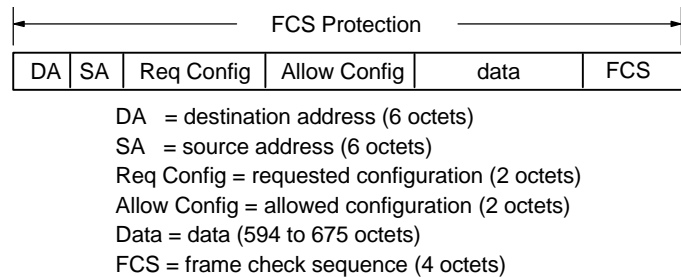 FCS Protection
DA SA Req Config Allow Config data FCS
DA = destination address (6 octets)
SA = source address (6 octets)
Req Config = requested configuration (2 octets)
Allow Config = allowed configuration (2 octets)
Data = data (594 to 675 octets)
FCS = frame check sequence (4 octets)